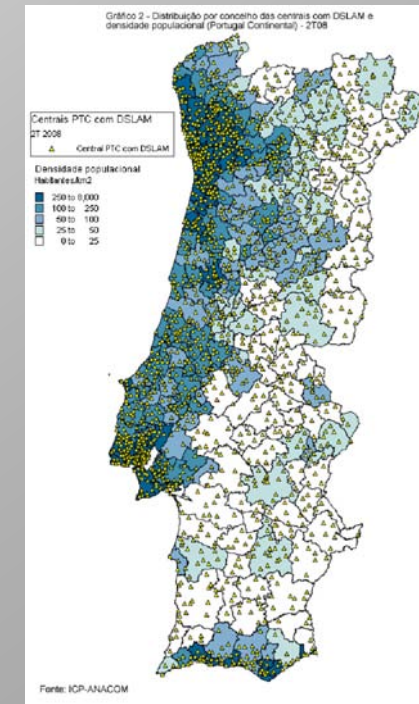 Gráfico 2 - Distribuição por concelho das centrais com DSLAM e
densidade populacional (Portugal Continental) - 2T08
Centrais PTC com DSLAM
2T 2008
Central PTC com DSLAM
Densidade populacional
Habitantes/km2
250 to 8,000
100 to 250
50 to 100
25 to 50
0 to 25
Fonte: ICP-ANACOM